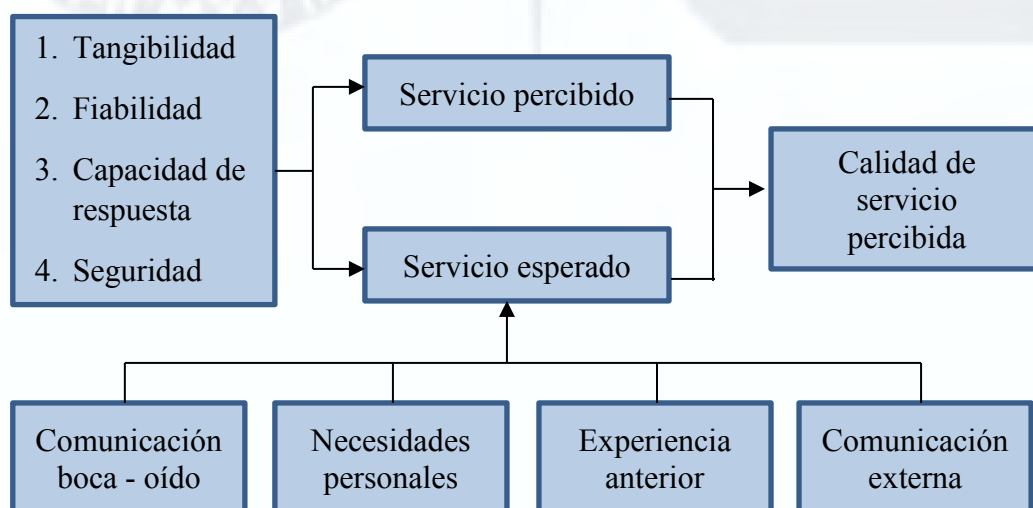 1. Tangibilidad
2. Fiabilidad
3. Capacidad de
respuesta
4. Seguridad
Servicio percibido
Servicio esperado
Calidad de
servicio
percibida
Comunicación
boca - oído
Necesidades
personales
Experiencia
anterior
Comunicación
externa